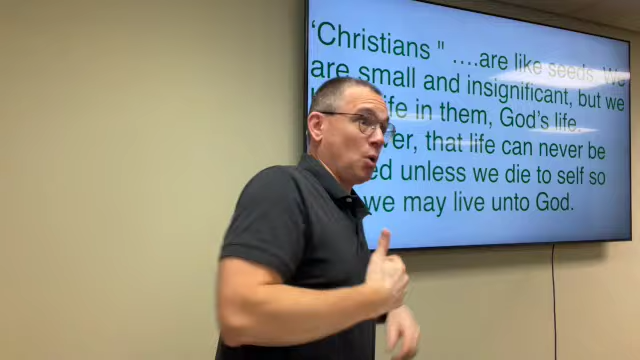 ‘Christians " ….are like seeds. We
are small and insignificant, but we
life in them, God’s life.
that life can never be
unless we die to self so
we may live unto God.